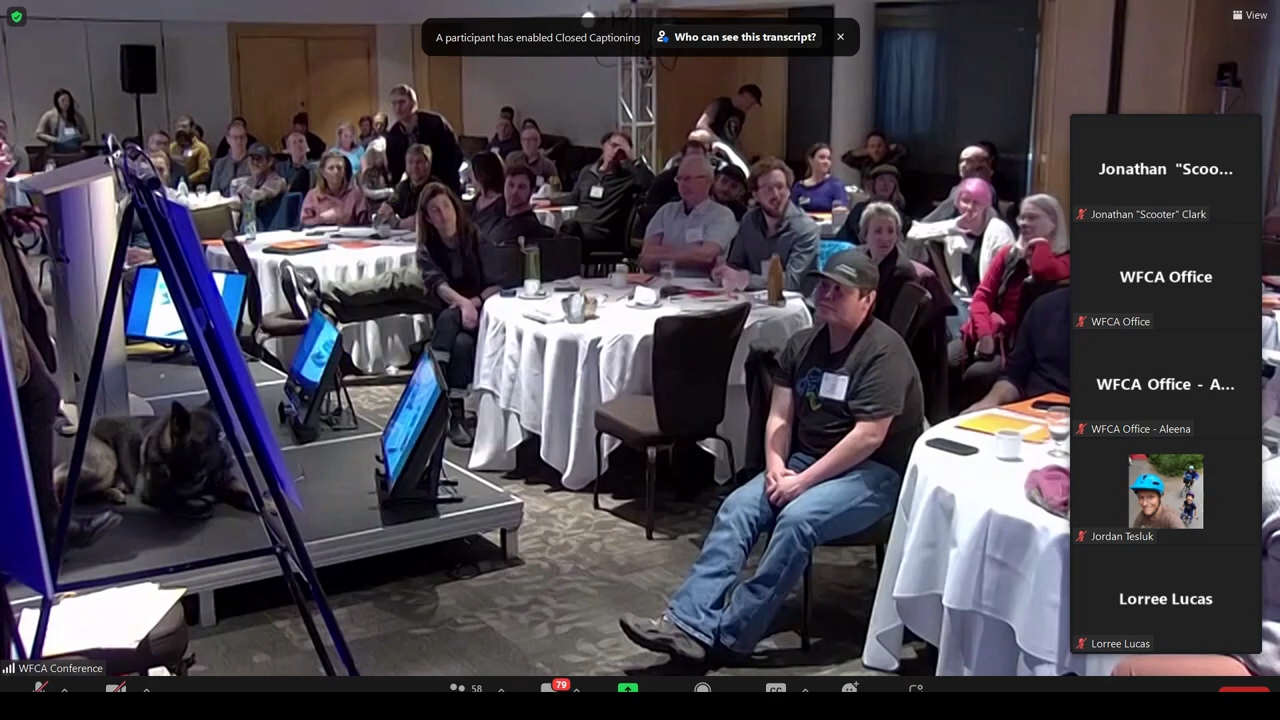 View
A participant has enabled Closed Captioning
Who can see this transcript?
Jonathan "Scoo...
Jonathan "Scooter" Clark
WFCA Office
WFCA Office
WFCA Office - A...
WFCA Office - Aleena
Jordan Tesluk
Lorree Lucas
Lorree Lucas
WFCA Conference
58
79
CC